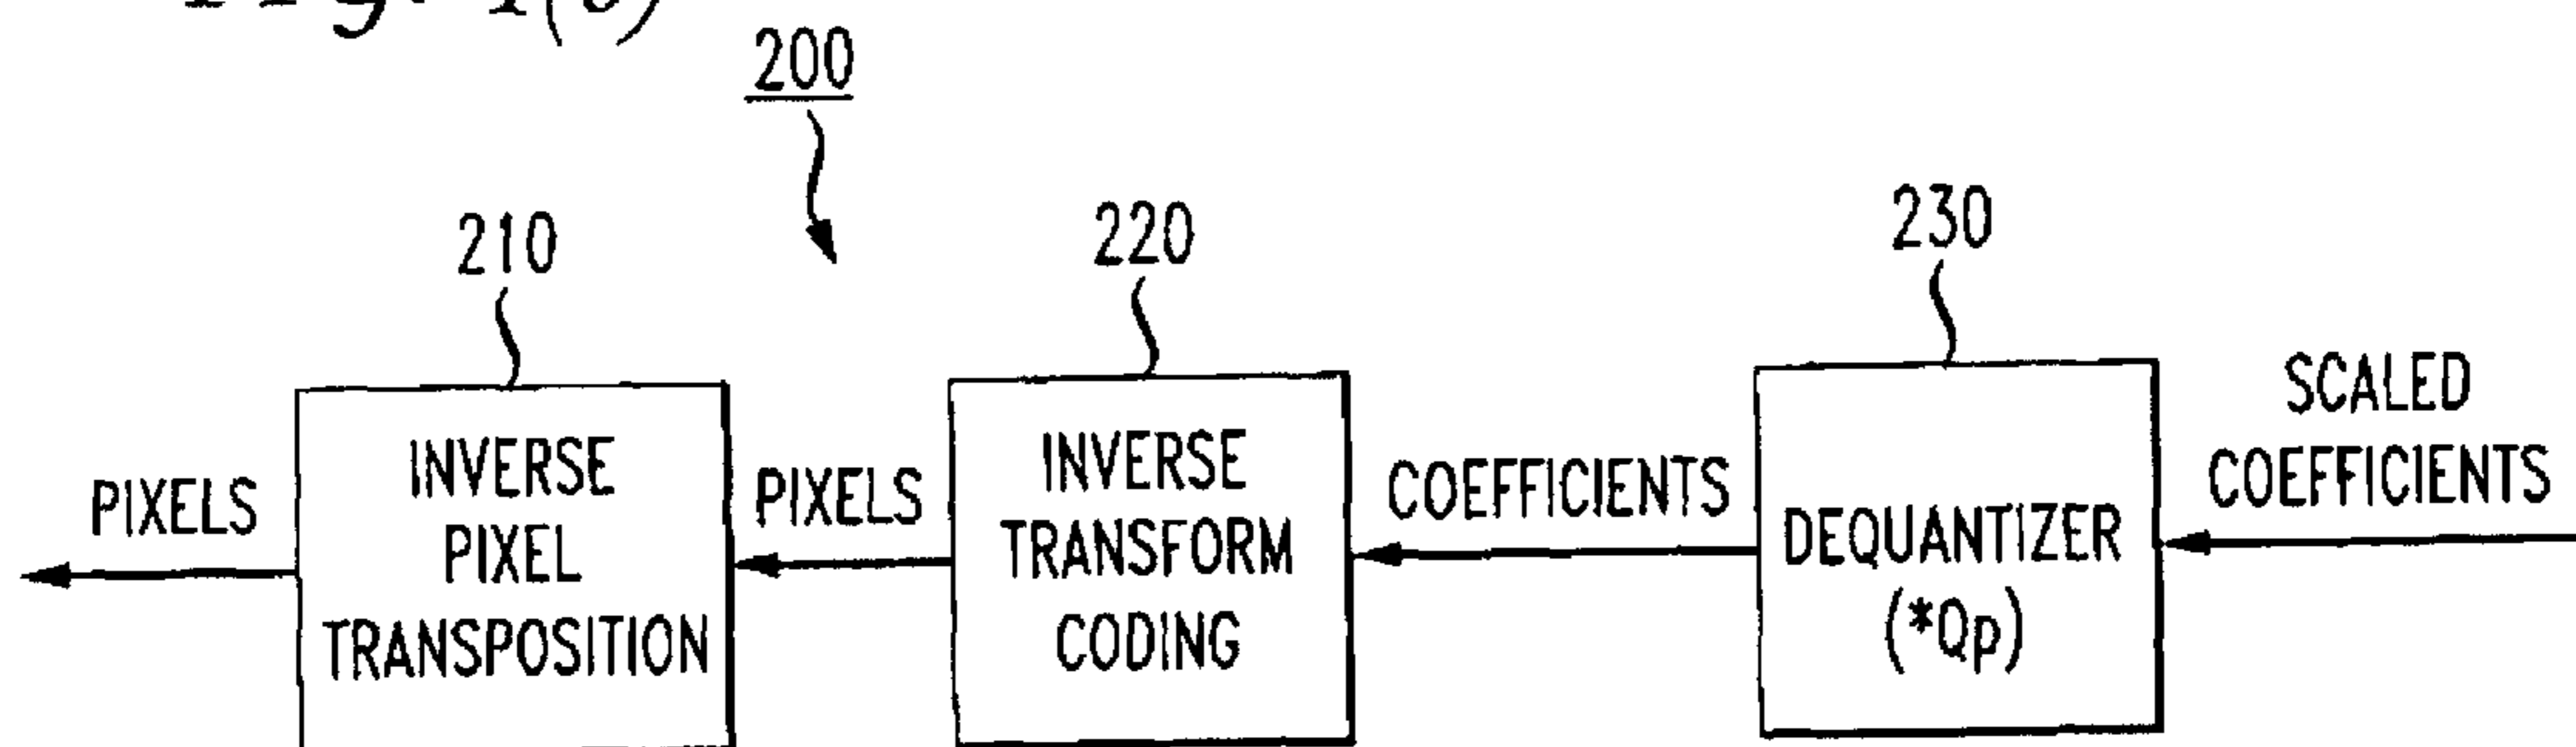 200
210
220
230
PIXELS
INVERSE
PIXEL
TRANSPOSITION
PIXELS
INVERSE
TRANSFORM
CODING
COEFFICIENTS
DEQUANTIZER
(*Qp)
SCALED
COEFFICIENTS